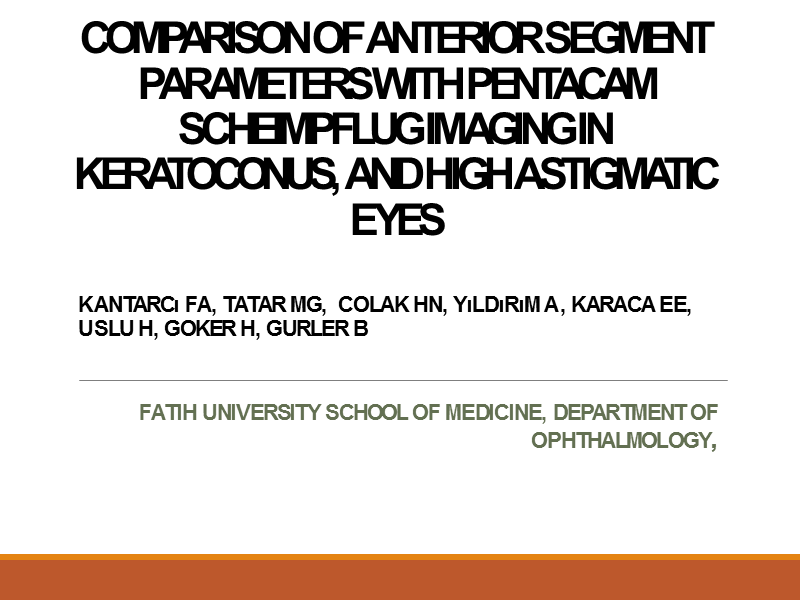 COMPARISON OF ANTERIOR SEGMENT
PARAMETERS WITH PENTACAM
SCHEIMPFLUG IMAGING IN
KERATOCONUS, AND HIGH ASTIGMATIC
EYES
KANTARCı FA, TATAR MG, COLAK HN, YıLDıRıM A, KARACA EE,
USLU H, GOKER H, GURLER B
FATIH UNIVERSITY SCHOOL OF MEDICINE, DEPARTMENT OF
OPHTHALMOLOGY,